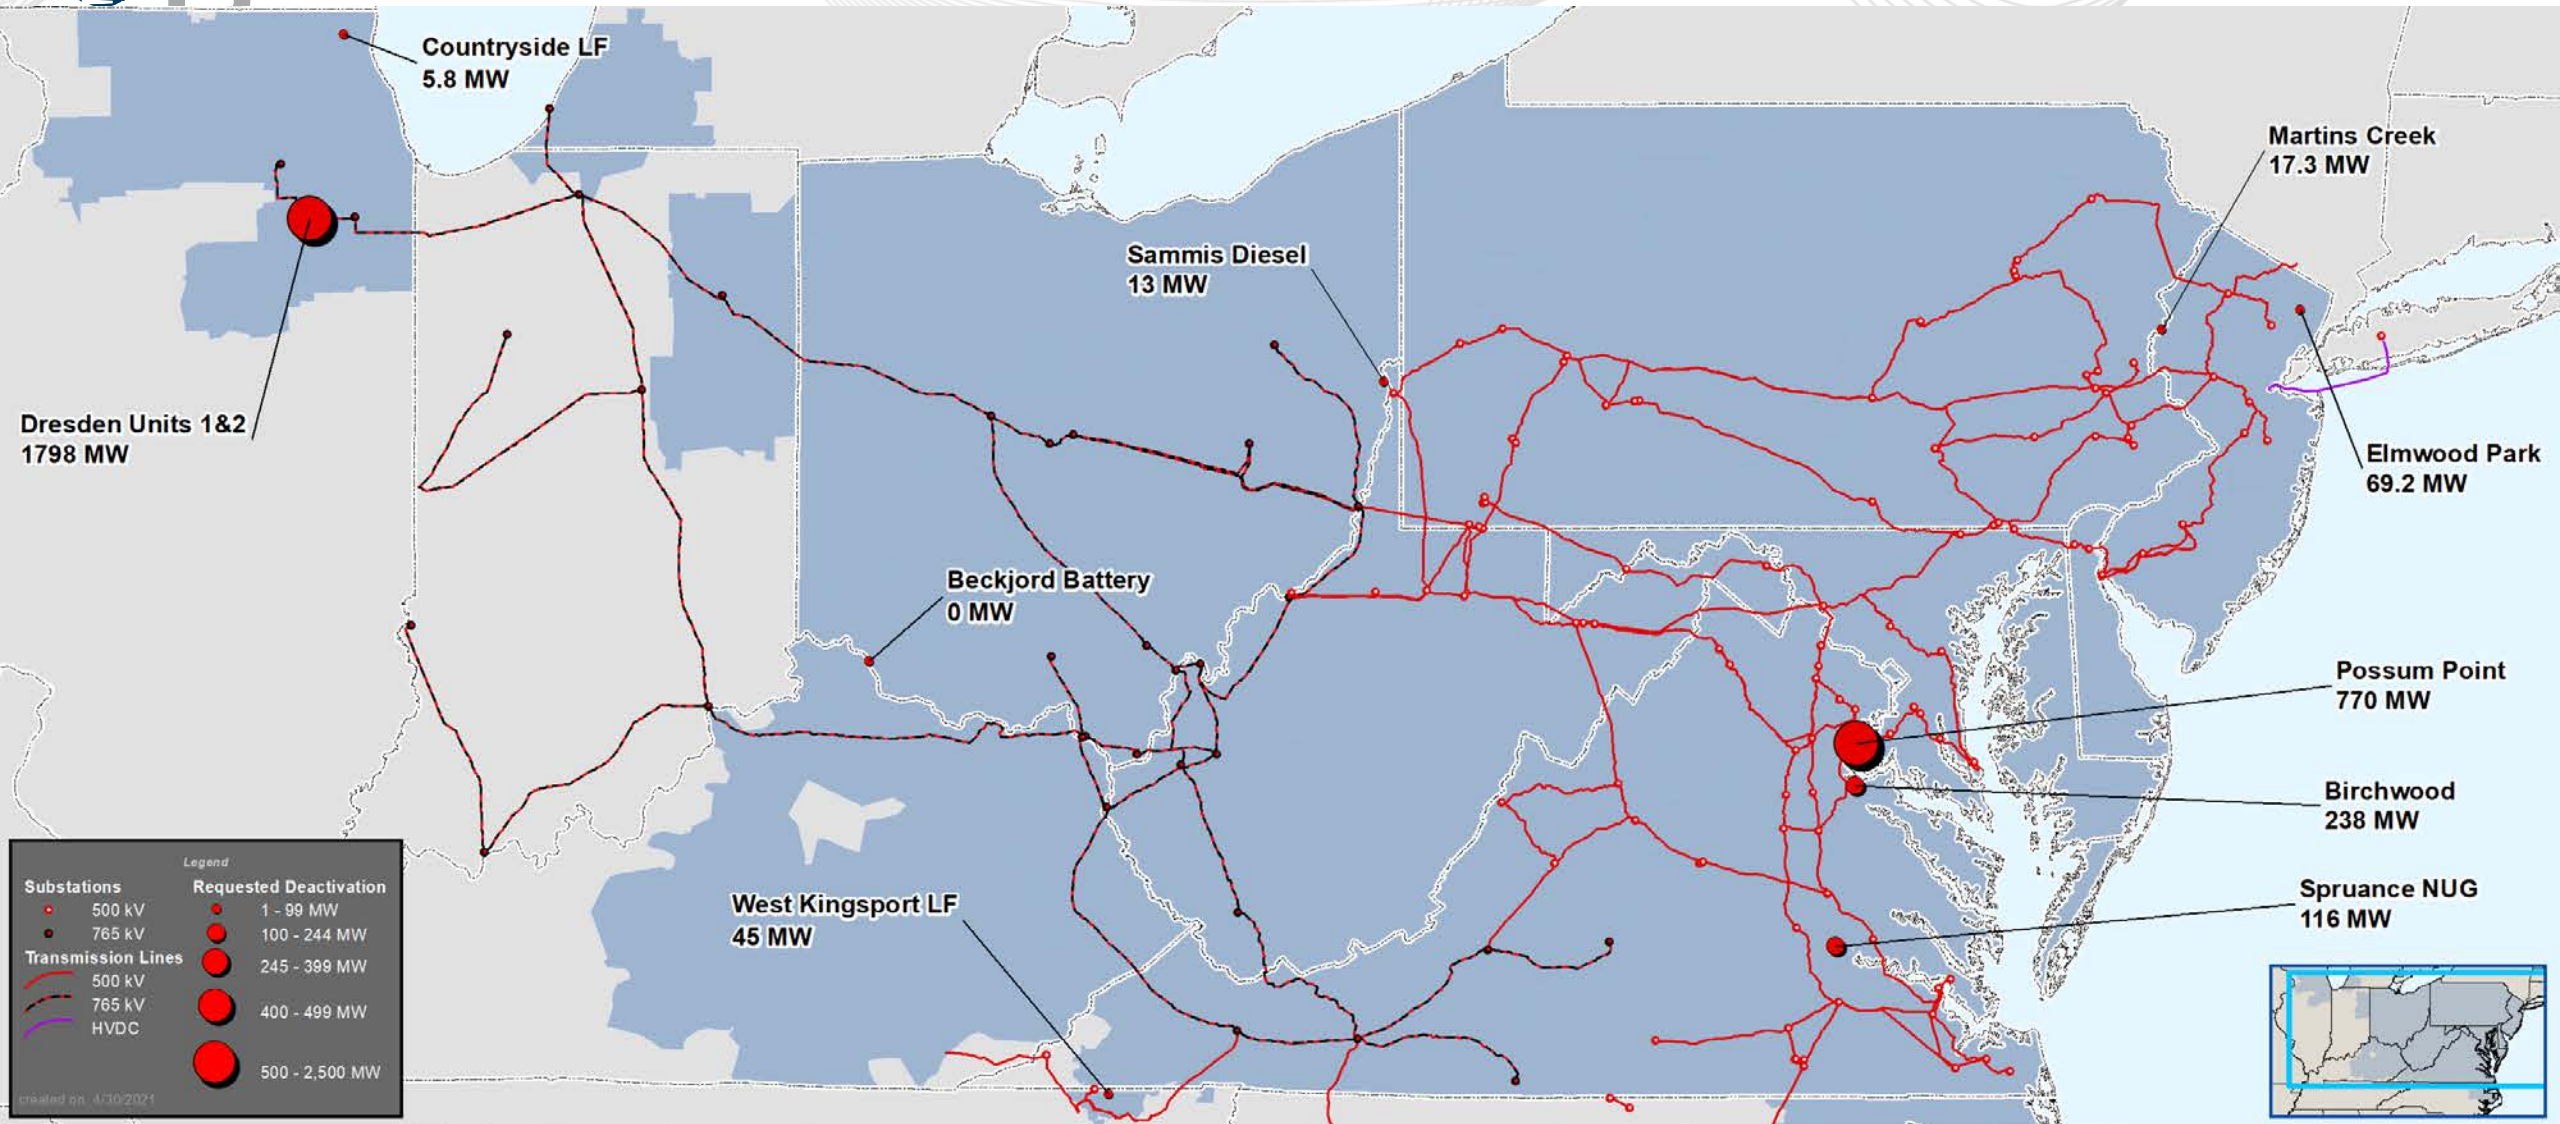 Countryside LF
5.8 MW
Martins Creek
17.3 MW
Sammis Diesel
13 MW
Dresden Units 1&2
1798 MW
Elmwood Park
69.2 MW
Beckjord Battery
0 MW
Possum Point
770 MW
Birchwood
238 MW
Spruance NUG
116 MW
West Kingsport LF
45 MW
Legend
Substations
500 kV
765 kV
Transmission Lines
500 kV
765 kV
HVDC
Requested Deactivation
1 - 99 MW
100 - 244 MW
245 - 399 MW
400 - 499 MW
500 - 2,500 MW
created on: 4/30/2021